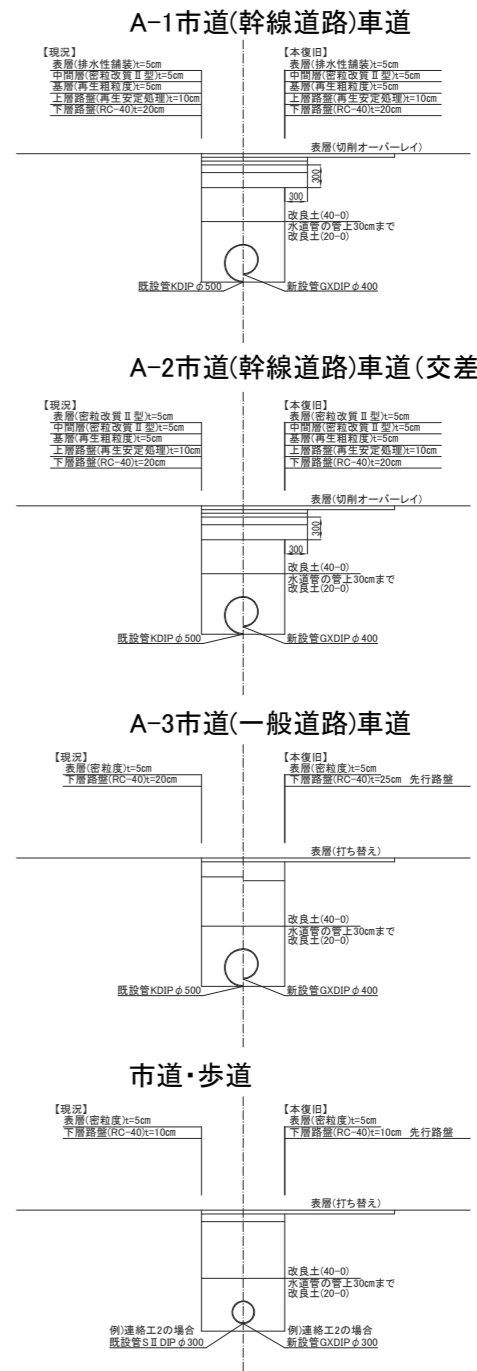 A-1市道(幹線道路)車道
【現況】
表層(排水性舗装)t=5cm
中間層(密粒改質Ⅱ型)t=5cm
基層(再生粗粒度)t=5cm
上層路盤(再生安定処理)t=10cm
下層路盤(RC-40)t=20cm
【本復旧】
表層(排水性舗装)t=5cm
中間層(密粒改質Ⅱ型)t=5cm
基層(再生粗粒度)t=5cm
上層路盤(再生安定処理)t=10cm
下層路盤(RC-40)t=20cm
表層(切削オーバーレイ)
300
300
改良土(40-0)
水道管の管上30cmまで
改良土(20-0)
既設管KDIPφ500
新設管GXDIPφ400
A-2市道(幹線道路)車道(交差
【現況】
表層(密粒改質Ⅱ型)t=5cm
中間層(密粒改質Ⅱ型)t=5cm
基層(再生粗粒度)t=5cm
上層路盤(再生安定処理)t=10cm
下層路盤(RC-40)t=20cm
【本復旧】
表層(密粒改質Ⅱ型)t=5cm
中間層(密粒改質Ⅱ型)t=5cm
基層(再生粗粒度)t=5cm
上層路盤(再生安定処理)t=10cm
下層路盤(RC-40)t=20cm
表層(切削オーバーレイ)
300
300
改良土(40-0)
水道管の管上30cmまで
改良土(20-0)
既設管KDIPφ500
新設管GXDIPφ400
A-3市道(一般道路)車道
【現況】
表層(密粒度)t=5cm
下層路盤(RC-40)t=20cm
【本復旧】
表層(密粒度)t=5cm
下層路盤(RC-40)t=25cm 先行路盤
表層(打ち替え)
改良土(40-0)
水道管の管上30cmまで
改良土(20-0)
既設管KDIPφ500
新設管GXDIPφ400
市道・歩道
【現況】
表層(密粒度)t=5cm
下層路盤(RC-40)t=10cm
【本復旧】
表層(密粒度)t=5cm
下層路盤(RC-40)t=10cm 先行路盤
表層(打ち替え)
改良土(40-0)
水道管の管上30cmまで
改良土(20-0)
例)連絡工2の場合
既設管SⅡDIPφ300
例)連絡工2の場合
新設管GXDIPφ300